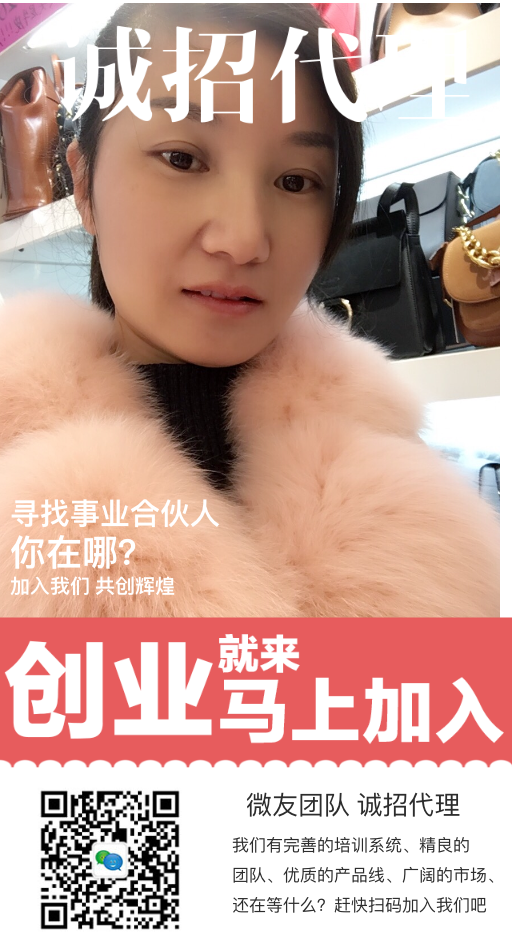 诚招代理
寻找事业合伙人
你在哪？
加入我们 共创辉煌
创业
就来
马上加入
微友团队 诚招代理
我们有完善的培训系统、精良的
团队、优质的产品线、广阔的市场、
还在等什么？赶快扫码加入我们吧